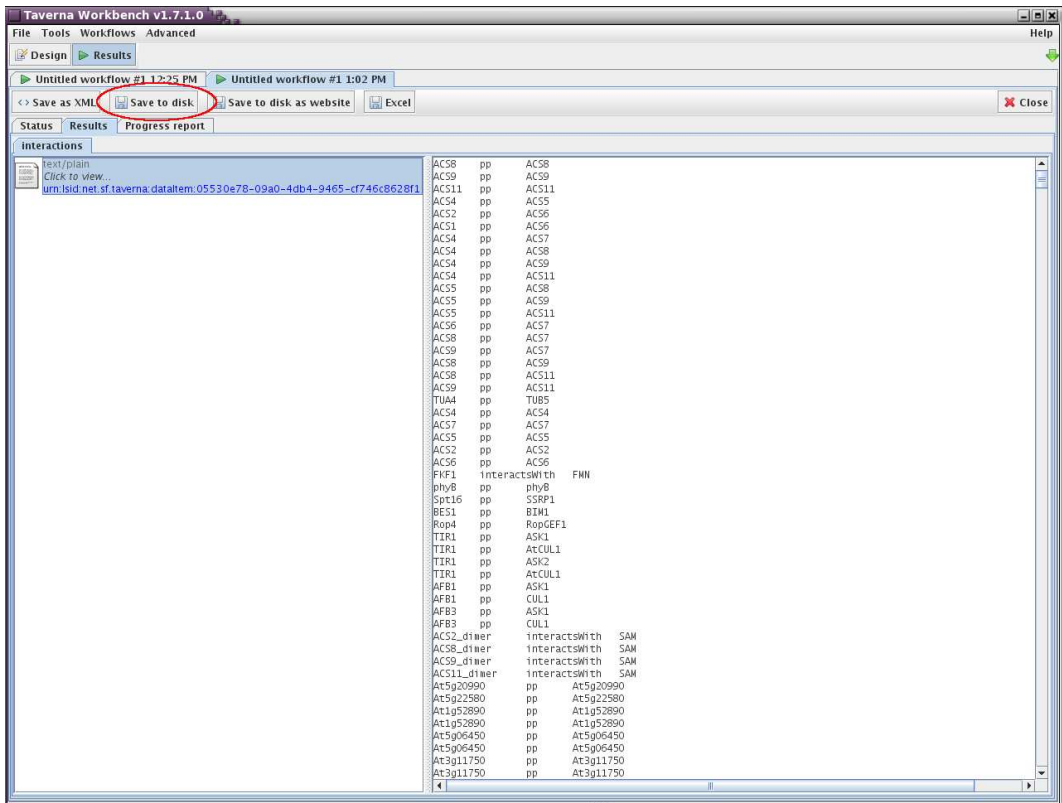 Taverna Workbench v1.7.1.0
File Tools Workflows Advanced Help
Design Results
Untitled workflow #1 12:25 PM Untitled workflow #1 1:02 PM
<> Save as XML Save to disk Save to disk as website Excel Close
Status Results Progress report
interactions
text/plain
Click to view...
urn:lsid:net.sf.taverna:dataItem:05530e78-09a0-4db4-9465-cf746c8628f1
ACS8 pp ACS8
ACS9 pp ACS9
ACS11 pp ACS11
ACS4 pp ACS5
ACS2 pp ACS6
ACS1 pp ACS6
ACS4 pp ACS7
ACS4 pp ACS8
ACS4 pp ACS9
ACS4 pp ACS11
ACS5 pp ACS8
ACS5 pp ACS9
ACS5 pp ACS11
ACS6 pp ACS7
ACS8 pp ACS7
ACS9 pp ACS7
ACS8 pp ACS9
ACS8 pp ACS11
ACS9 pp ACS11
TUA4 pp TUB5
ACS4 pp ACS4
ACS7 pp ACS7
ACS5 pp ACS5
ACS2 pp ACS2
ACS6 pp ACS6
FKF1 interactsWith FMN
phyB pp phyB
Spt16 pp SSRP1
BES1 pp BIM1
Rop4 pp RopGEF1
TIR1 pp ASK1
TIR1 pp AtCUL1
TIR1 pp ASK2
TIR1 pp AtCUL1
AFB1 pp ASK1
AFB1 pp CUL1
AFB3 pp ASK1
AFB3 pp CUL1
ACS2_dimer interactsWith SAM
ACS8_dimer interactsWith SAM
ACS9_dimer interactsWith SAM
ACS11_dimer interactsWith SAM
At5g20990 pp At5g20990
At5g22580 pp At5g22580
At1g52890 pp At1g52890
At1g52890 pp At1g52890
At5g06450 pp At5g06450
At5g06450 pp At5g06450
At3g11750 pp At3g11750
At3g11750 pp At3g11750